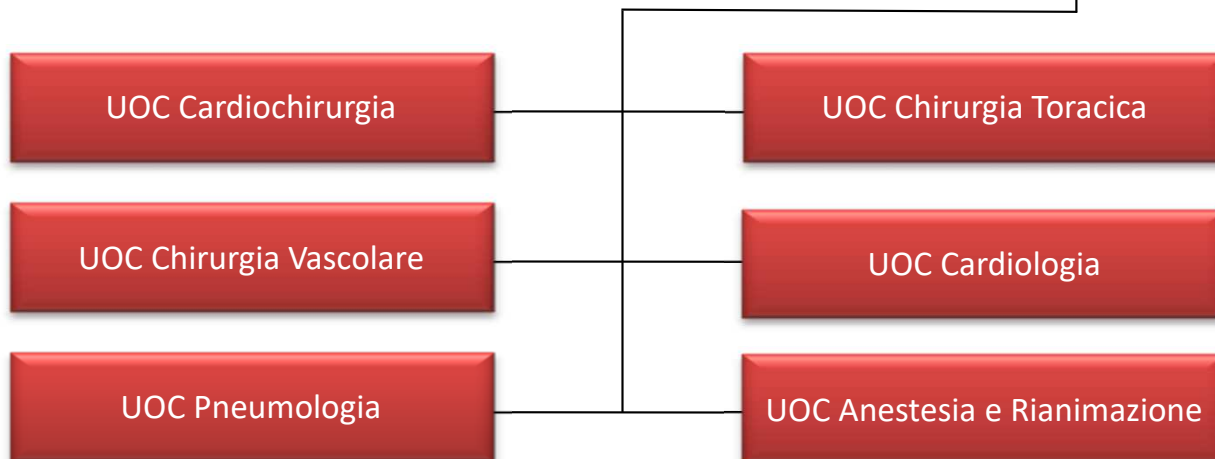 UOC Cardiochirurgia
UOC Chirurgia Toracica
UOC Chirurgia Vascolare
UOC Cardiologia
UOC Pneumologia
UOC Anestesia e Rianimazione